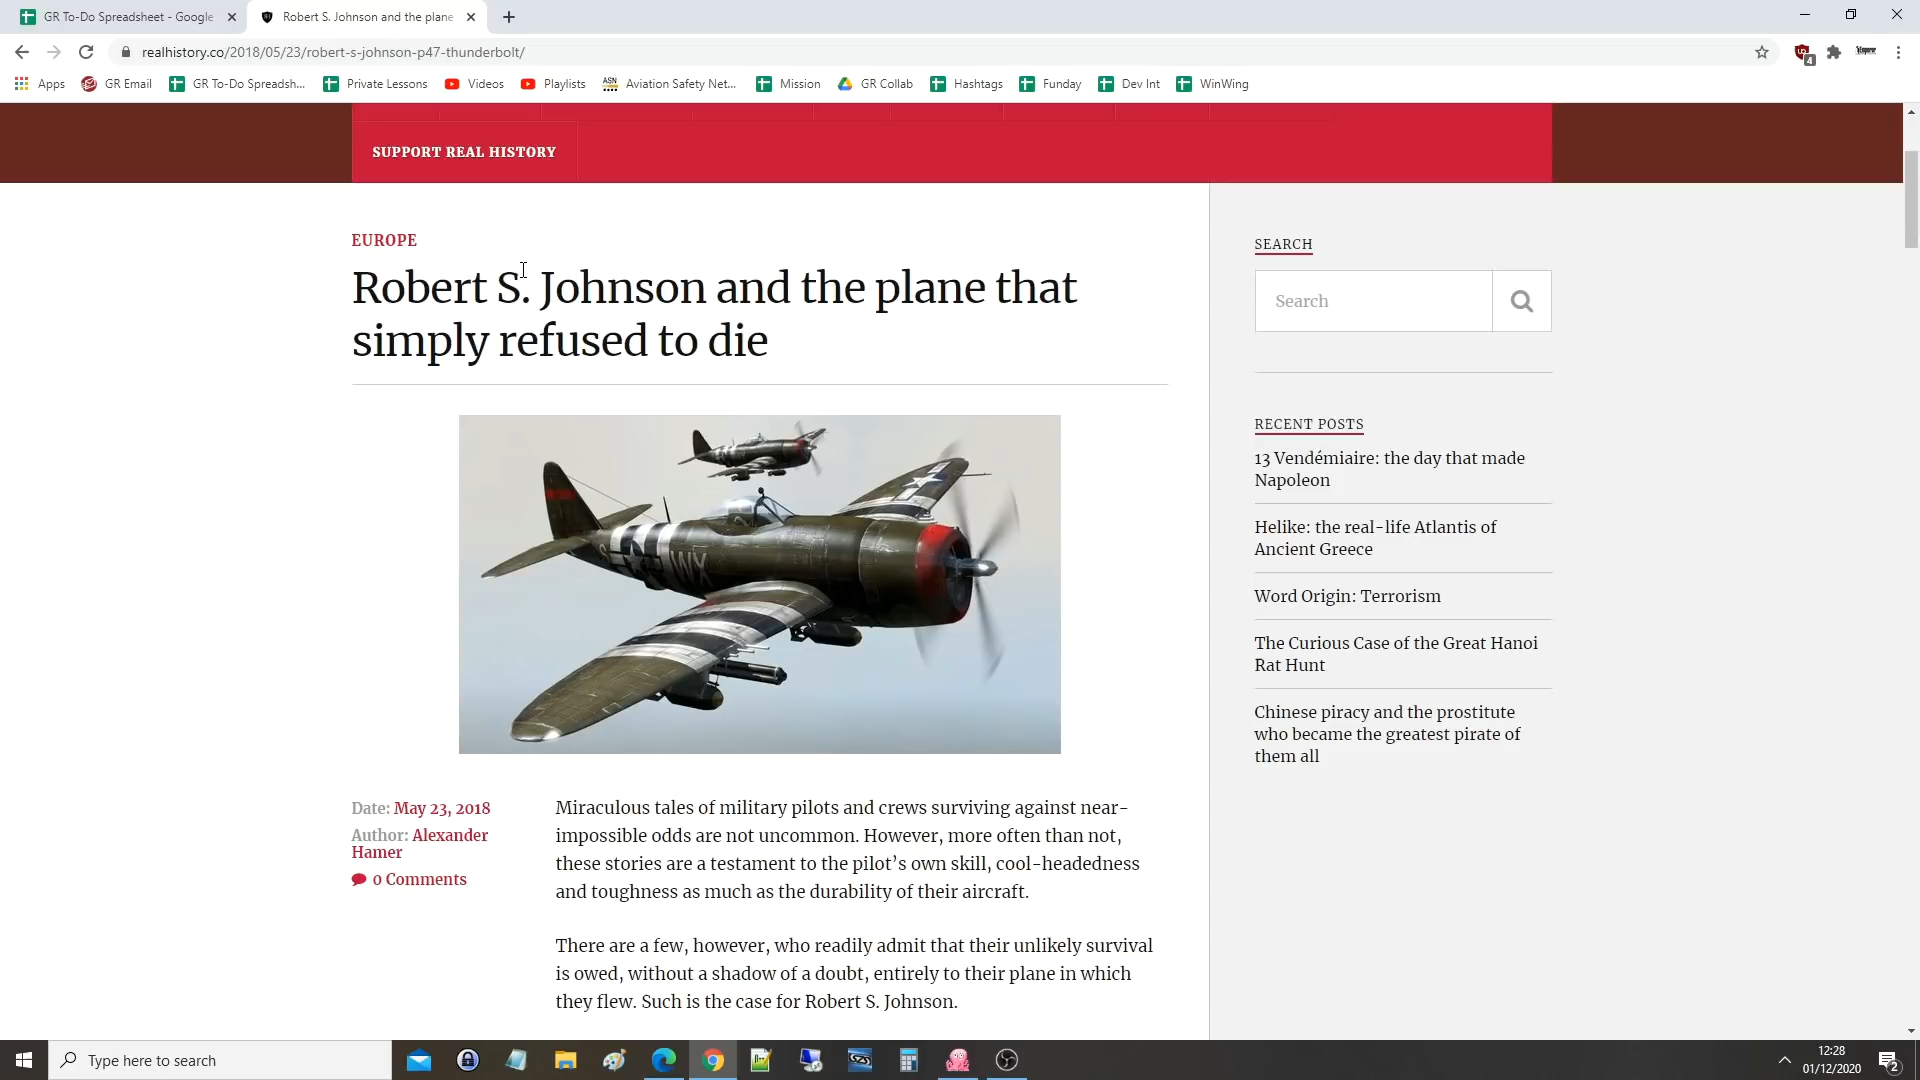 GR To-Do Spreadsheet - Google
Robert S. Johnson and the plane
realhistory.co/2018/05/23/robert-s-johnson-p47-thunderbolt/
4
Apps
GR Email
GR To-Do Spreadsh...
Private Lessons
Videos
Playlists
ASN
Aviation Safety Net...
Mission
GR Collab
Hashtags
Funday
Dev Int
WinWing
SUPPORT REAL HISTORY
EUROPE
Robert S. Johnson and the plane that
simply refused to die
WX
Date: May 23, 2018
Author: Alexander
Hamer
0 Comments
Miraculous tales of military pilots and crews surviving against near-
impossible odds are not uncommon. However, more often than not,
these stories are a testament to the pilot’s own skill, cool-headedness
and toughness as much as the durability of their aircraft.
There are a few, however, who readily admit that their unlikely survival
is owed, without a shadow of a doubt, entirely to their plane in which
they flew. Such is the case for Robert S. Johnson.
SEARCH
Search
RECENT POSTS
13 Vendémiaire: the day that made
Napoleon
Helike: the real-life Atlantis of
Ancient Greece
Word Origin: Terrorism
The Curious Case of the Great Hanoi
Rat Hunt
Chinese piracy and the prostitute
who became the greatest pirate of
them all
Type here to search
12:28
01/12/2020
2